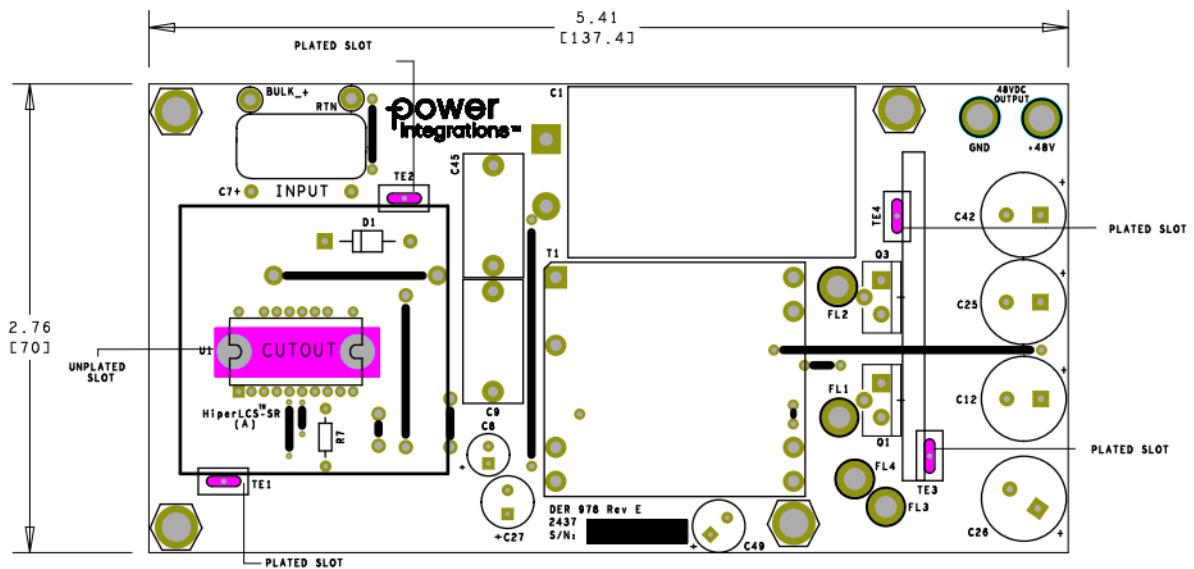 5.41
[137.4]
PLATED SLOT
2.76
[70]
BULK_+
RTN
power
integrations™
C1
48VDC
OUTPUT
GND
+48V
C7+
INPUT
TE2
C45
D1
TE4
C42
+
PLATED SLOT
T1
Q3
FL2
C25
+
UNPLATED
SLOT
U1
CUTOUT
HiperLCS™-SR
(A)
R7
C9
C8
+
FL1
Q1
C12
+
PLATED SLOT
TE1
FL4
TE3
FL3
+C27
DER 978 Rev E
2437
S/N:
+
C49
C26
+
PLATED SLOT